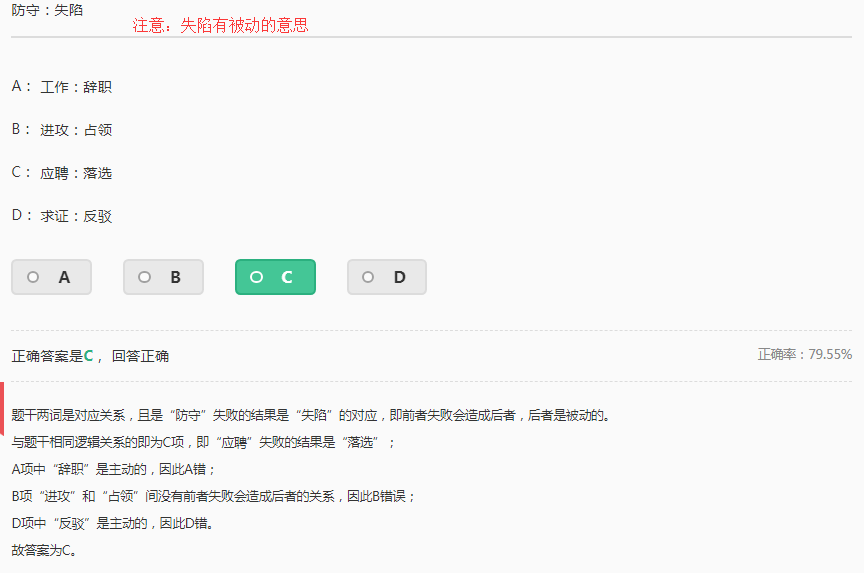 防守：失陷
注意：失陷有被动的意思
A： 工作：辞职
B： 进攻：占领
C： 应聘：落选
D： 求证：反驳
A B C D
正确答案是C， 回答正确 正确率：79.55%
题干两词是对应关系，且是“防守”失败的结果是“失陷”的对应，即前者失败会造成后者，后者是被动的。
与题干相同逻辑关系的即为C项，即“应聘”失败的结果是“落选”；
A项中“辞职”是主动的，因此A错；
B项“进攻”和“占领”间没有前者失败会造成后者的关系，因此B错误；
D项中“反驳”是主动的，因此D错。
故答案为C。